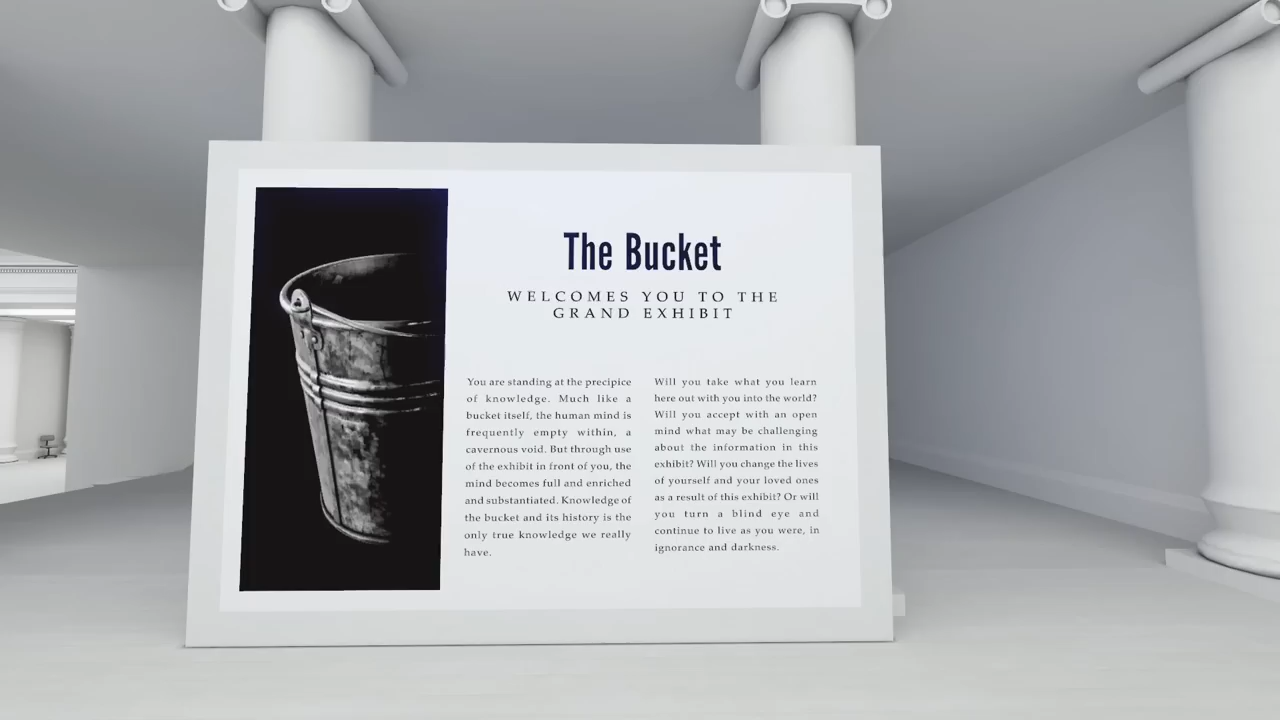 The Bucket
WELCOMES YOU TO THE
GRAND EXHIBIT
You are standing at the precipice
of knowledge. Much like a
bucket itself, the human mind is
frequently empty within, a
cavernous void. But through use
of the exhibit in front of you, the
mind becomes full and enriched
and substantiated. Knowledge of
the bucket and its history is the
only true knowledge we really
have.
Will you take what you learn
here out with you into the world?
Will you accept with an open
mind what may be challenging
about the information in this
exhibit? Will you change the lives
of yourself and your loved ones
as a result of this exhibit? Or will
you turn a blind eye and
continue to live as you were, in
ignorance and darkness.